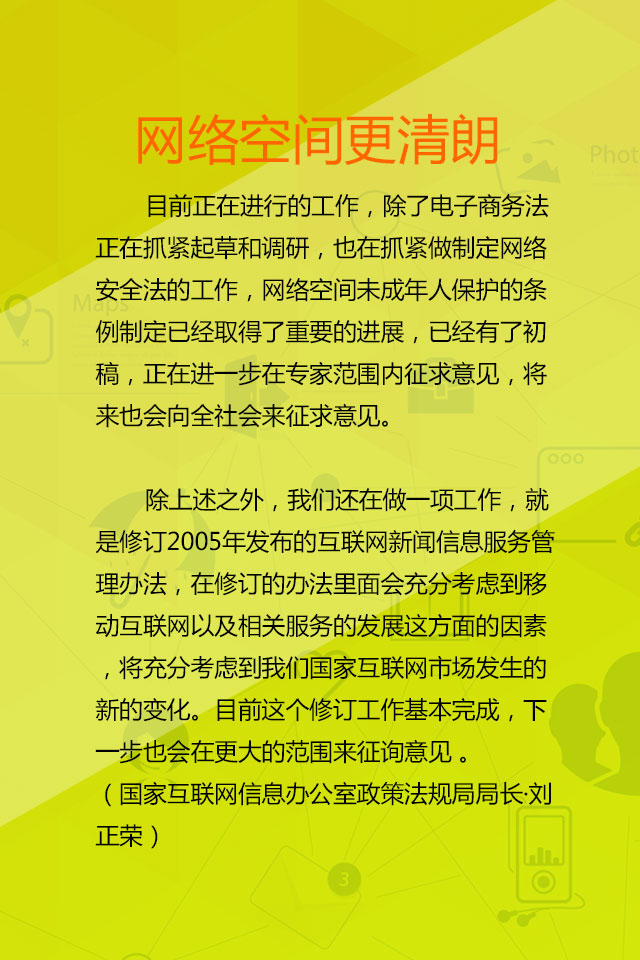 网络空间更清朗
目前正在进行的工作，除了电子商务法
正在抓紧起草和调研，也在抓紧做制定网络
安全法的工作，网络空间未成年人保护的条
例制定已经取得了重要的进展，已经有了初
稿，正在进一步在专家范围内征求意见，将
来也会向全社会来征求意见。
除上述之外，我们还在做一项工作，就
是修订2005年发布的互联网新闻信息服务管
理办法，在修订的办法里面会充分考虑到移
动互联网以及相关服务的发展这方面的因素
，将充分考虑到我们国家互联网市场发生的
新的变化。目前这个修订工作基本完成，下
一步也会在更大的范围来征询意见 。
（国家互联网信息办公室政策法规局局长·刘
正荣）
Phot
Maps
3